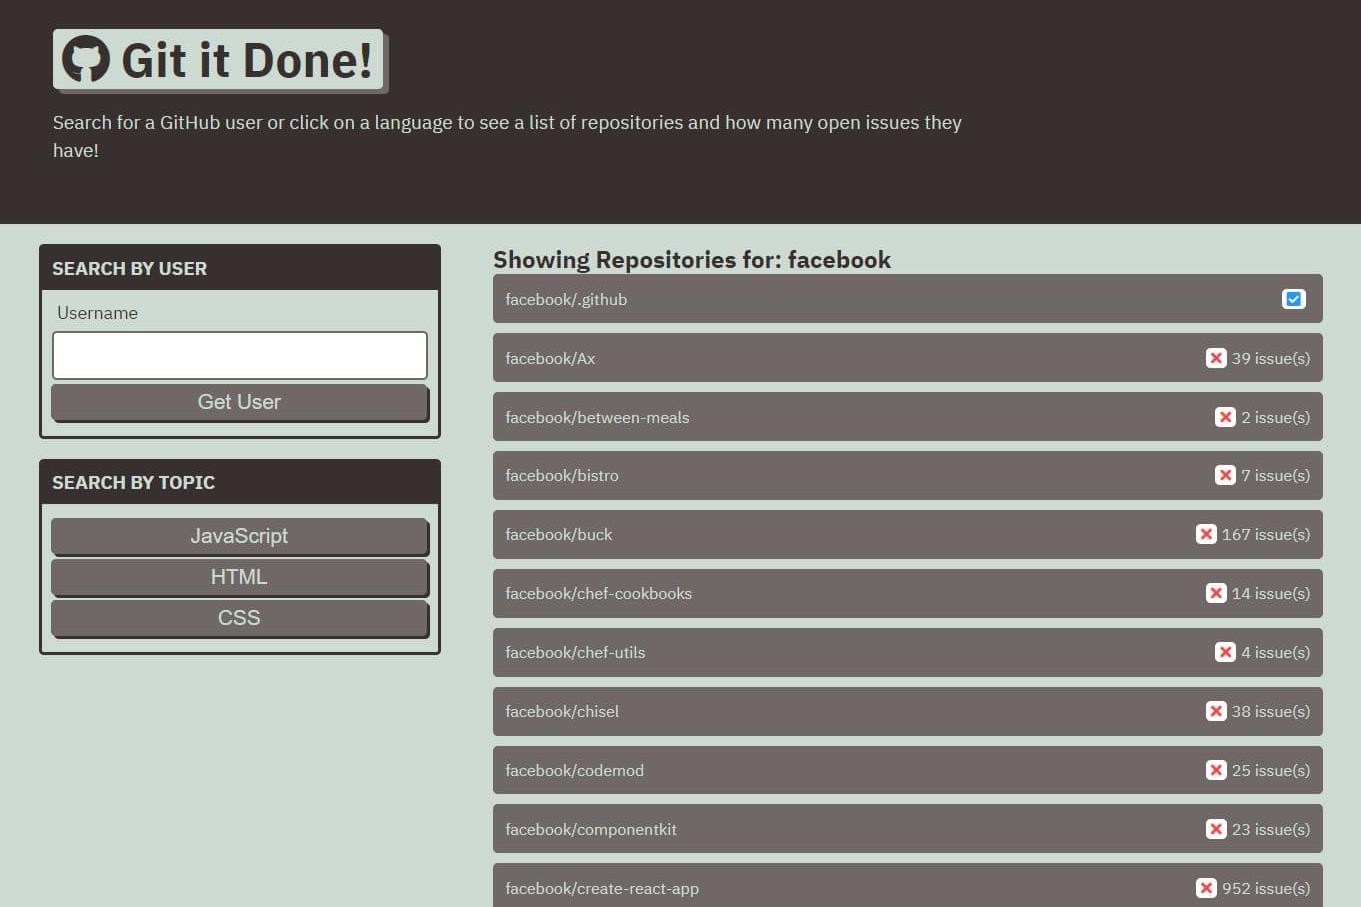 Git it Done!
Search for a GitHub user or click on a language to see a list of repositories and how many open issues they
have!
SEARCH BY USER
Username
Get User
SEARCH BY TOPIC
JavaScript
HTML
CSS
Showing Repositories for: facebook
facebook/.github
facebook/Ax 39 issue(s)
facebook/between-meals 2 issue(s)
facebook/bistro 7 issue(s)
facebook/buck 167 issue(s)
facebook/chef-cookbooks 14 issue(s)
facebook/chef-utils 4 issue(s)
facebook/chisel 38 issue(s)
facebook/codemod 25 issue(s)
facebook/componentkit 23 issue(s)
facebook/create-react-app 952 issue(s)